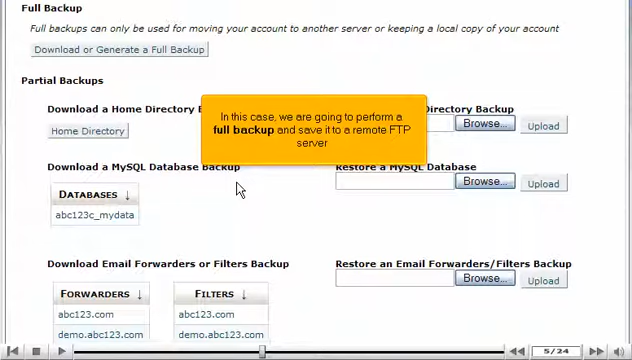 Full Backup
Full backups can only be used for moving your account to another server or keeping a local copy of your account
Download or Generate a Full Backup
Partial Backups
Download a Home Directory
Directory Backup
Home Directory
Browse...
Upload
In this case, we are going to perform a
full backup and save it to a remote FTP
server
Download a MySQL Database Backup
Restore a MySQL Database
Browse...
Upload
DATABASES ↓
abc123c_mydata
Download Email Forwarders or Filters Backup
Restore an Email Forwarders/Filters Backup
Browse...
Upload
FORWARDERS ↓
FILTERS ↓
abc123.com
abc123.com
demo.abc123.com
demo.abc123.com
5/24